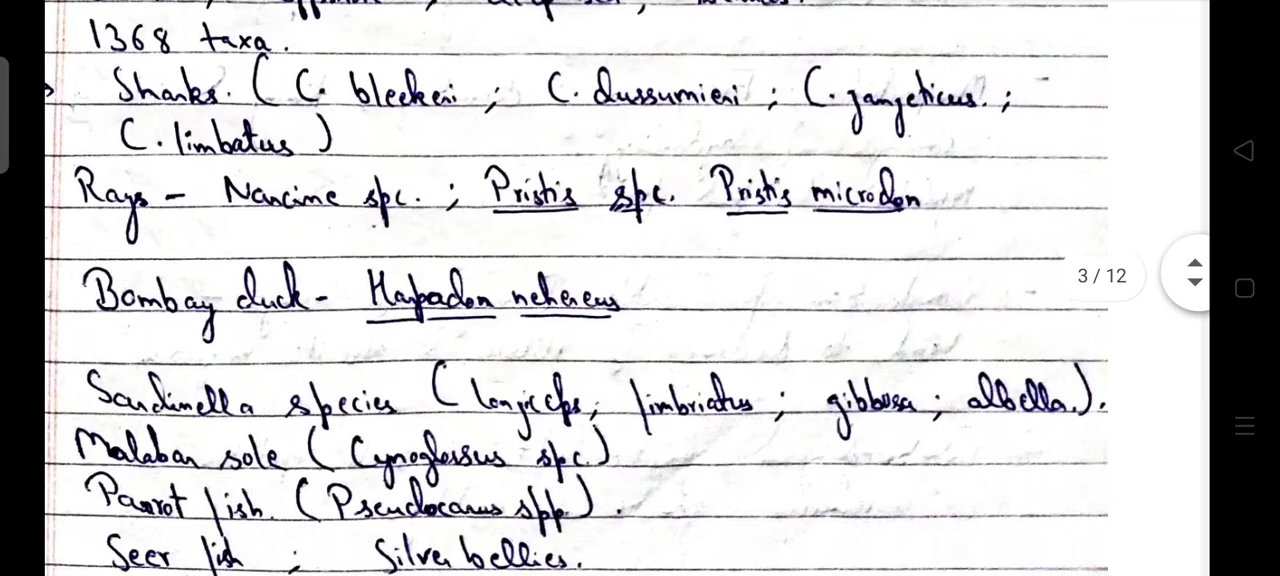 1368 taxa.
Sharks. ( C. bleekeri ; C. dussumieri ; C. gangeticus. ;
C. limbatus )
Rays - Narcine spc. ; Pristis spc. Pristis microdon
Bombay duck - Harpadon nehereus
3 / 12
Sardinella species ( longiceps ; fimbriatus ; gibbosa ; albella.).
Malabar sole ( Cynoglossus spc.)
Parrot fish. ( Pseudocarus spp.) .
Seer fish ; Silver bellies.